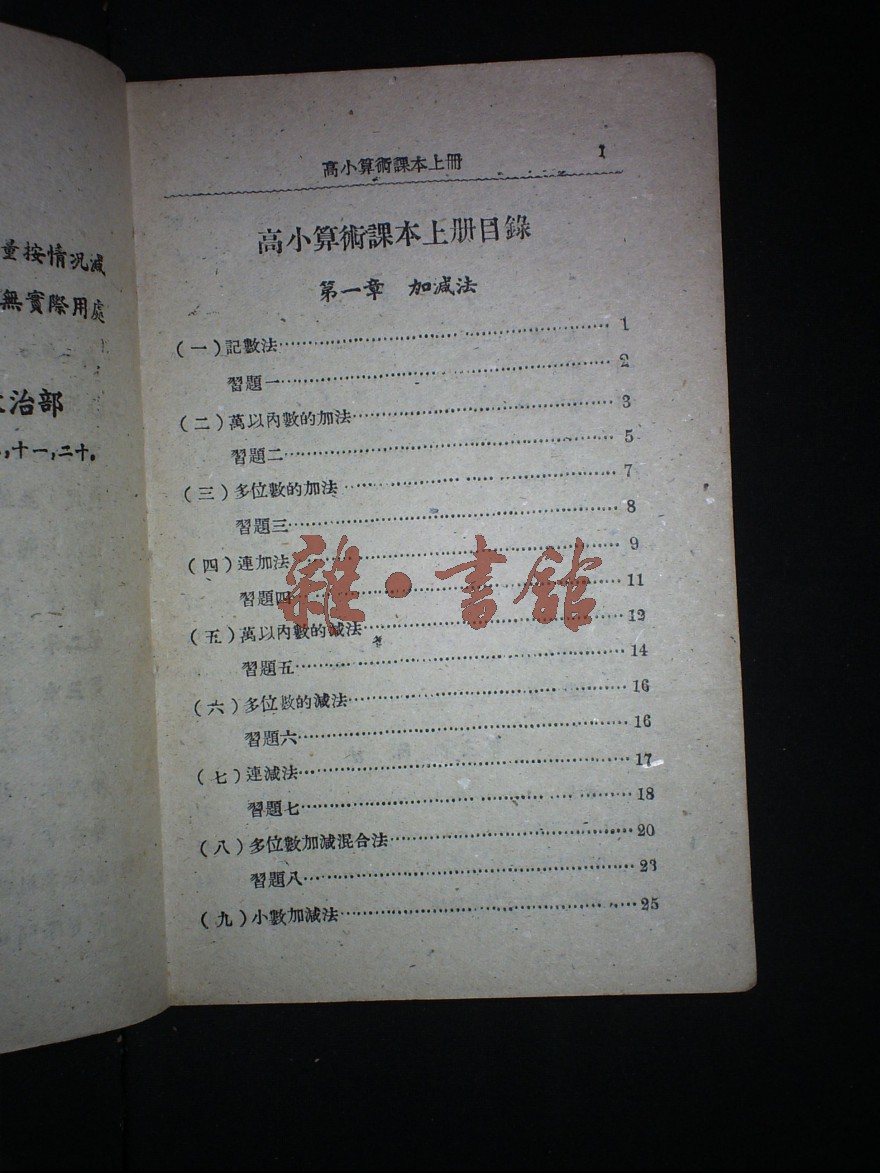 量按情況減
無實際用處
治部
,十一,二十。
高小算術課本上册 1
高小算術課本上册目錄
第一章 加減法
(一)記數法 1
習題一 2
(二)萬以內數的加法 3
習題二 5
(三)多位數的加法 7
習題三 8
(四)連加法 9
習題四 11
(五)萬以內數的減法 12
習題五 14
(六)多位數的減法 16
習題六 16
(七)連減法 17
習題七 18
(八)多位數加減混合法 20
習題八 23
(九)小數加減法 25
雜·書館